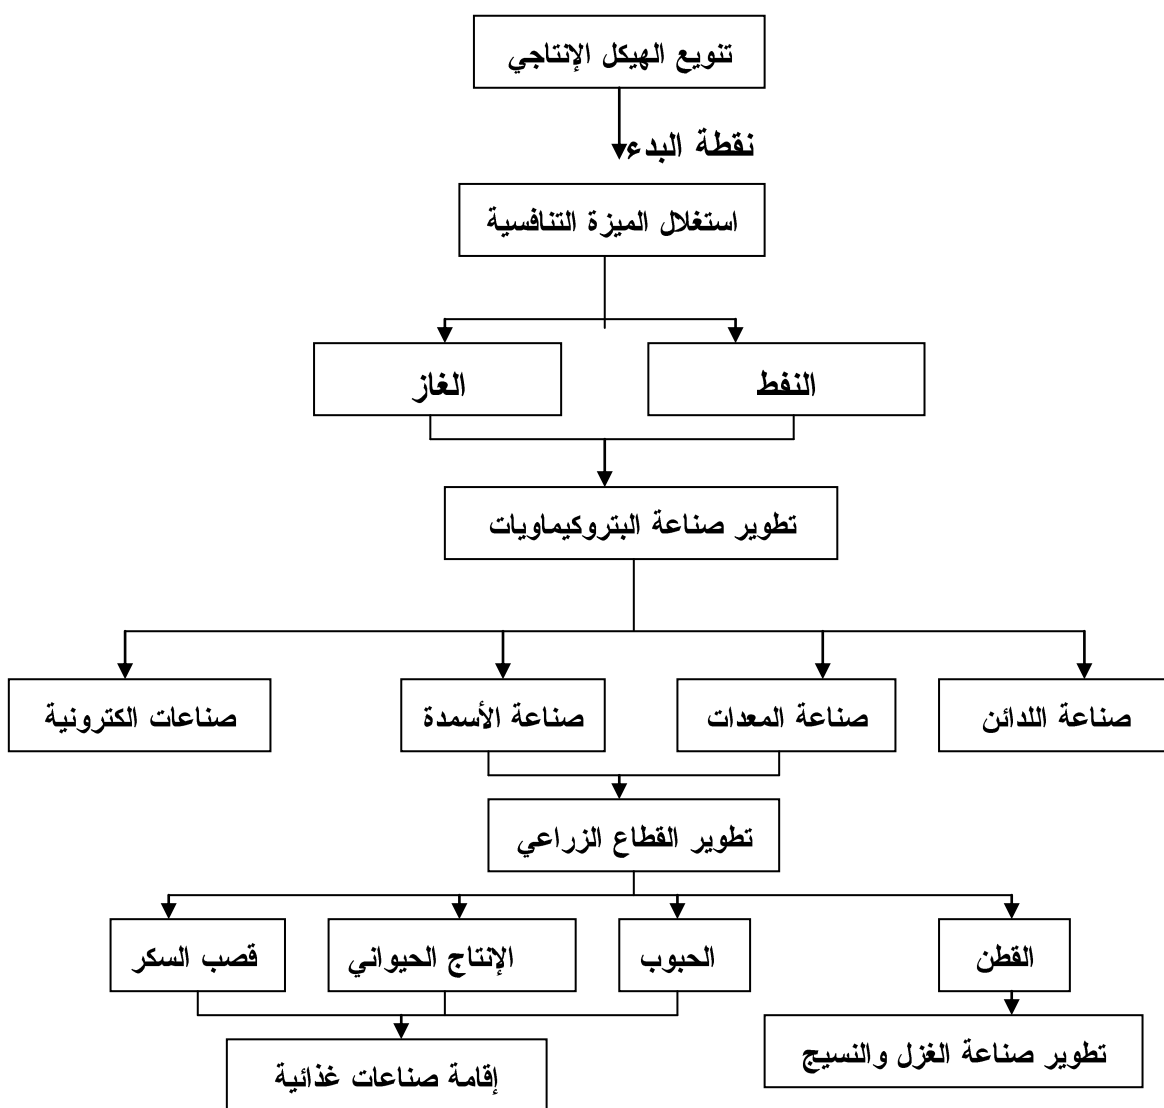 تنويع الهيكل الإنتاجي
نقطة البدء
استغلال الميزة التنافسية
النفط
الغاز
تطوير صناعة البتروكيماويات
صناعة اللدائن
صناعة المعدات
صناعة الأسمدة
صناعات الكترونية
تطوير القطاع الزراعي
القطن
الحبوب
الإنتاج الحيواني
قصب السكر
تطوير صناعة الغزل والنسيج
إقامة صناعات غذائية